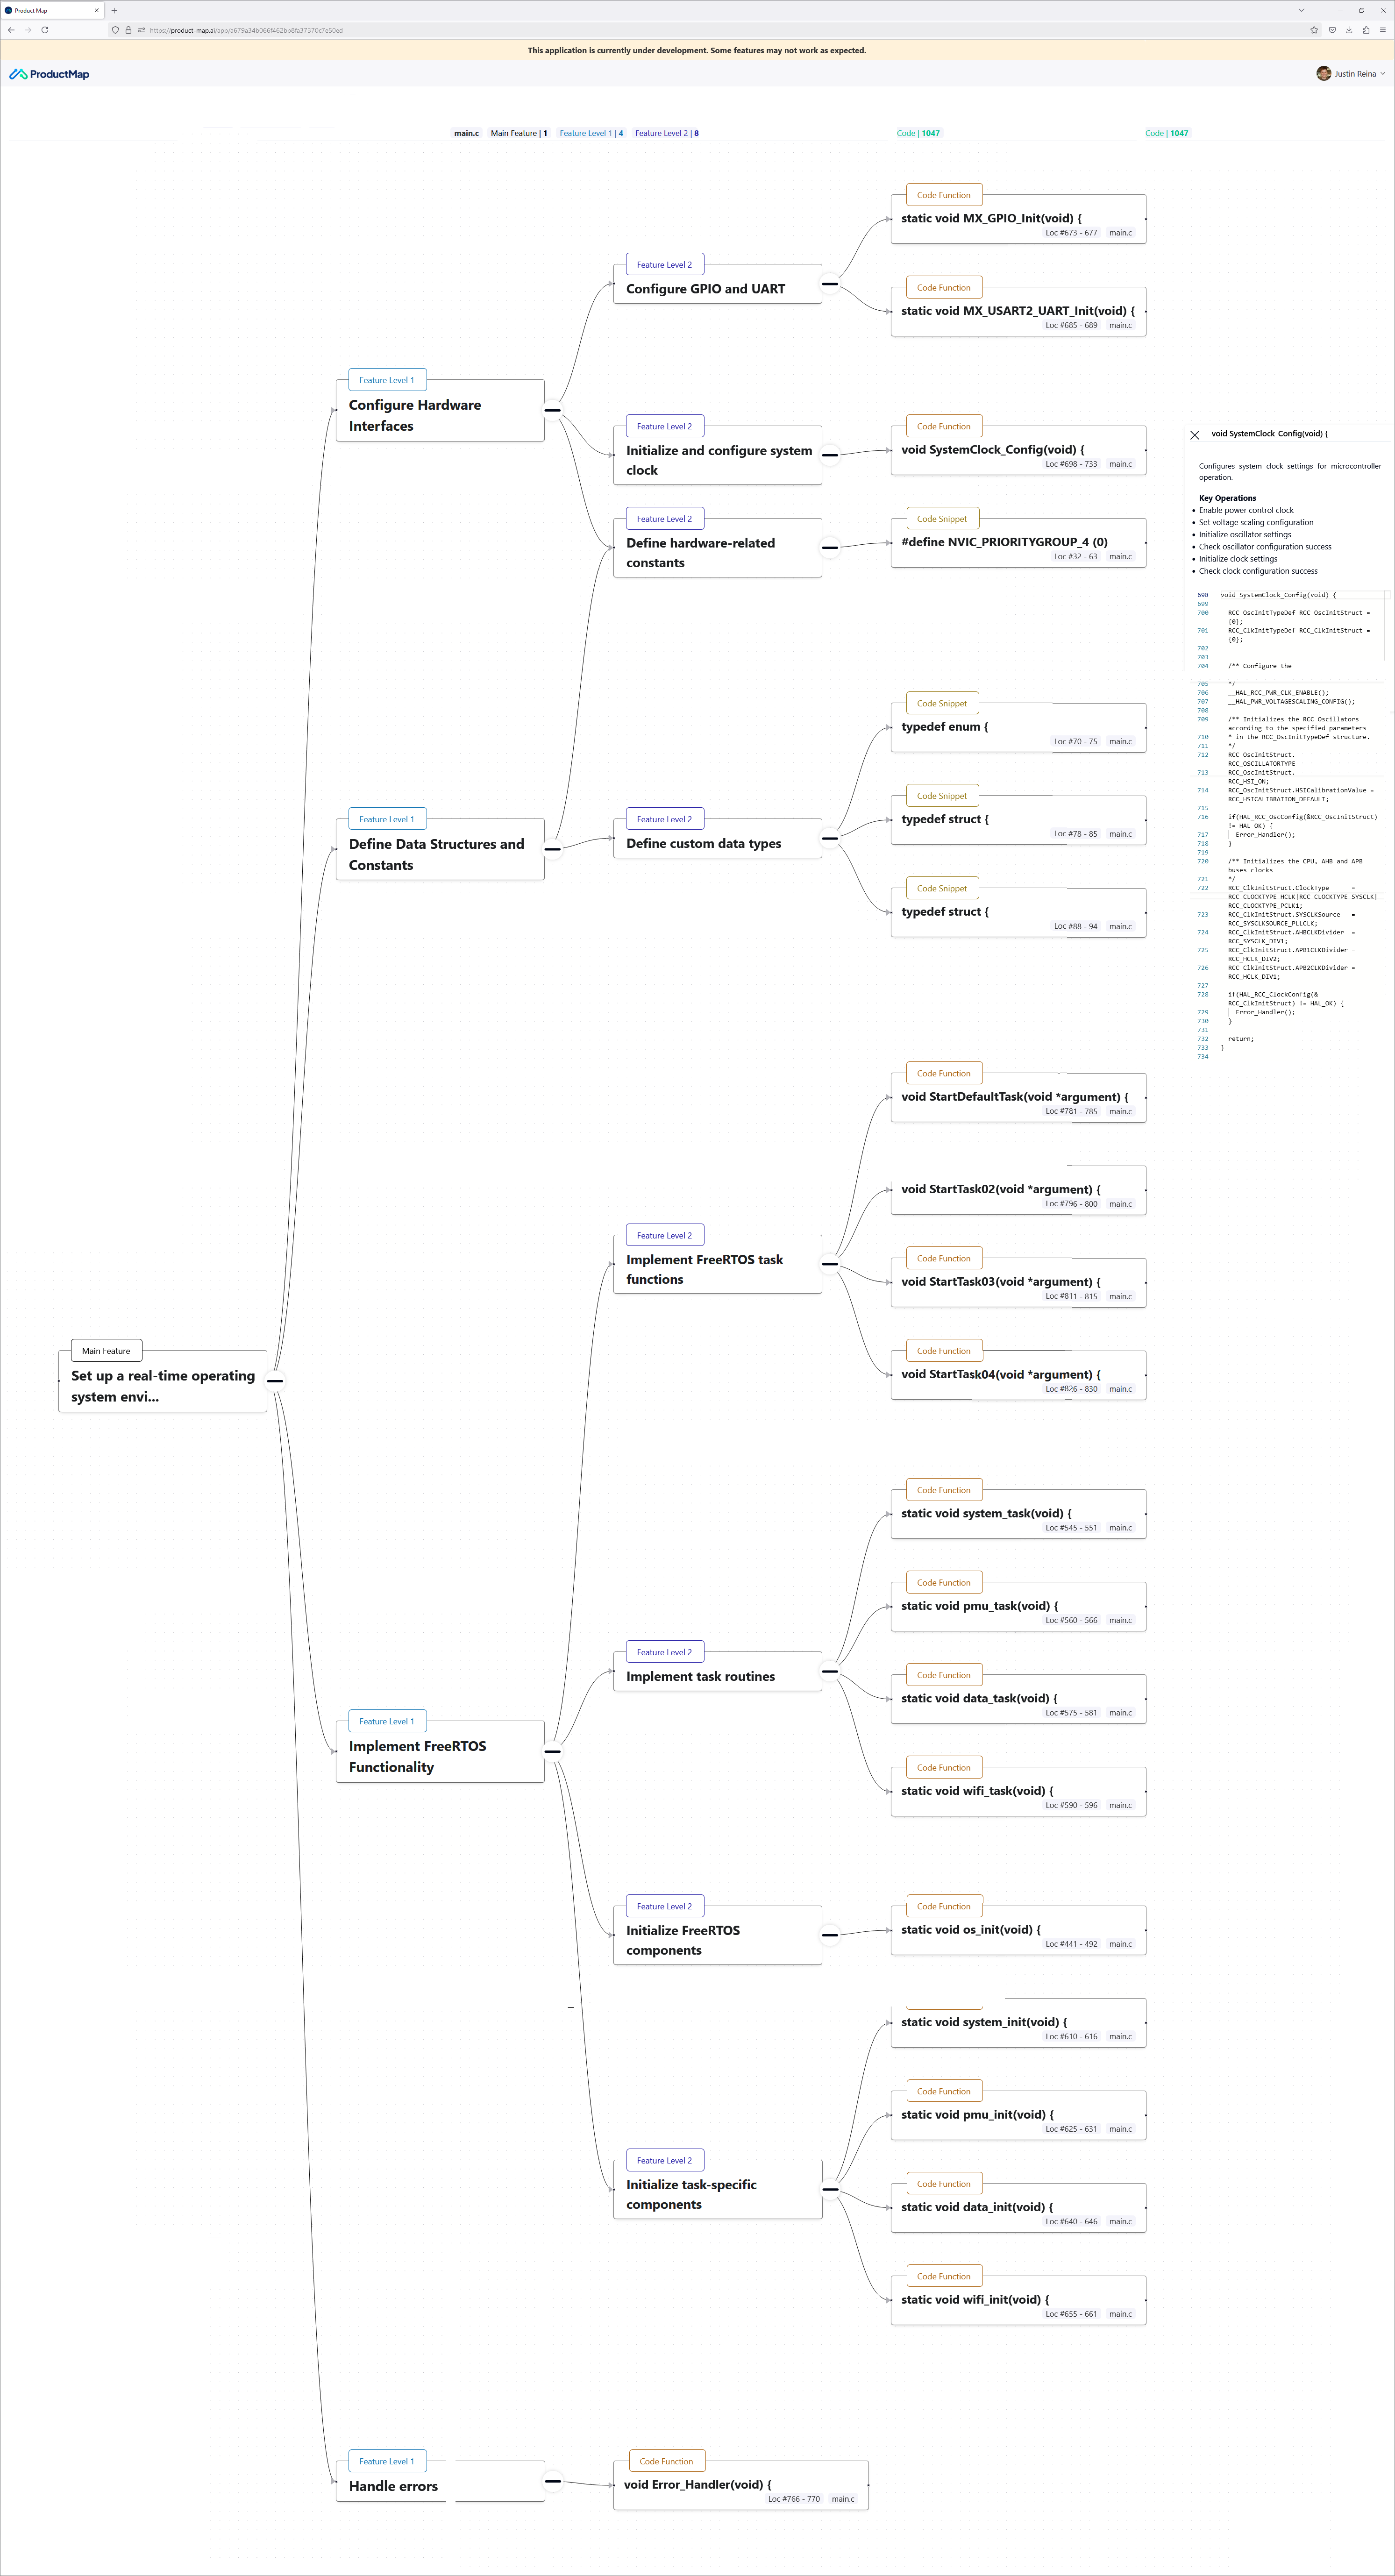 Product Map
https://product-map.ai/app/a679a34b066f462bb8fa37370c7e50ed
This application is currently under development. Some features may not work as expected.
ProductMap
Justin Reina
main.c Main Feature | 1 Feature Level 1 | 4 Feature Level 2 | 8 Code | 1047 Code | 1047
Code Function
static void MX_GPIO_Init(void) {
Loc #673 - 677 main.c
Feature Level 2
Configure GPIO and UART
Code Function
static void MX_USART2_UART_Init(void) {
Loc #685 - 689 main.c
Feature Level 1
Configure Hardware
Interfaces
Feature Level 2
Initialize and configure system
clock
Code Function
void SystemClock_Config(void) {
Loc #698 - 733 main.c
Feature Level 2
Define hardware-related
constants
Code Snippet
#define NVIC_PRIORITYGROUP_4 (0)
Loc #32 - 63 main.c
void SystemClock_Config(void) {
Configures system clock settings for microcontroller
operation.
Key Operations
• Enable power control clock
• Set voltage scaling configuration
• Initialize oscillator settings
• Check oscillator configuration success
• Initialize clock settings
• Check clock configuration success
698 void SystemClock_Config(void) {
699
700 RCC_OscInitTypeDef RCC_OscInitStruct =
{0};
701 RCC_ClkInitTypeDef RCC_ClkInitStruct =
{0};
702
703
704 /** Configure the
705 */
706 __HAL_RCC_PWR_CLK_ENABLE();
707 __HAL_PWR_VOLTAGESCALING_CONFIG();
708
709 /** Initializes the RCC Oscillators
according to the specified parameters
710 * in the RCC_OscInitTypeDef structure.
711 */
712 RCC_OscInitStruct.
RCC_OSCILLATORTYPE
713 RCC_OscInitStruct.
RCC_HSI_ON;
714 RCC_OscInitStruct.HSICalibrationValue =
RCC_HSICALIBRATION_DEFAULT;
715
716 if(HAL_RCC_OscConfig(&RCC_OscInitStruct)
!= HAL_OK) {
717 Error_Handler();
718 }
719
720 /** Initializes the CPU, AHB and APB
buses clocks
721 */
722 RCC_ClkInitStruct.ClockType =
RCC_CLOCKTYPE_HCLK|RCC_CLOCKTYPE_SYSCLK|
RCC_CLOCKTYPE_PCLK1;
723 RCC_ClkInitStruct.SYSCLKSource =
RCC_SYSCLKSOURCE_PLLCLK;
724 RCC_ClkInitStruct.AHBCLKDivider =
RCC_SYSCLK_DIV1;
725 RCC_ClkInitStruct.APB1CLKDivider =
RCC_HCLK_DIV2;
726 RCC_ClkInitStruct.APB2CLKDivider =
RCC_HCLK_DIV1;
727
728 if(HAL_RCC_ClockConfig(&
RCC_ClkInitStruct) != HAL_OK) {
729 Error_Handler();
730 }
731
732 return;
733 }
734
Code Snippet
typedef enum {
Loc #70 - 75 main.c
Feature Level 1
Define Data Structures and
Constants
Feature Level 2
Define custom data types
Code Snippet
typedef struct {
Loc #78 - 85 main.c
Code Snippet
typedef struct {
Loc #88 - 94 main.c
Code Function
void StartDefaultTask(void *argument) {
Loc #781 - 785 main.c
void StartTask02(void *argument) {
Loc #796 - 800 main.c
Feature Level 2
Implement FreeRTOS task
functions
Code Function
void StartTask03(void *argument) {
Loc #811 - 815 main.c
Code Function
void StartTask04(void *argument) {
Loc #826 - 830 main.c
Main Feature
Set up a real-time operating
system envi...
Code Function
static void system_task(void) {
Loc #545 - 551 main.c
Code Function
static void pmu_task(void) {
Loc #560 - 566 main.c
Feature Level 2
Implement task routines
Code Function
static void data_task(void) {
Loc #575 - 581 main.c
Feature Level 1
Implement FreeRTOS
Functionality
Code Function
static void wifi_task(void) {
Loc #590 - 596 main.c
Feature Level 2
Initialize FreeRTOS
components
Code Function
static void os_init(void) {
Loc #441 - 492 main.c
static void system_init(void) {
Loc #610 - 616 main.c
Code Function
static void pmu_init(void) {
Loc #625 - 631 main.c
Feature Level 2
Initialize task-specific
components
Code Function
static void data_init(void) {
Loc #640 - 646 main.c
Code Function
static void wifi_init(void) {
Loc #655 - 661 main.c
Feature Level 1
Handle errors
Code Function
void Error_Handler(void) {
Loc #766 - 770 main.c